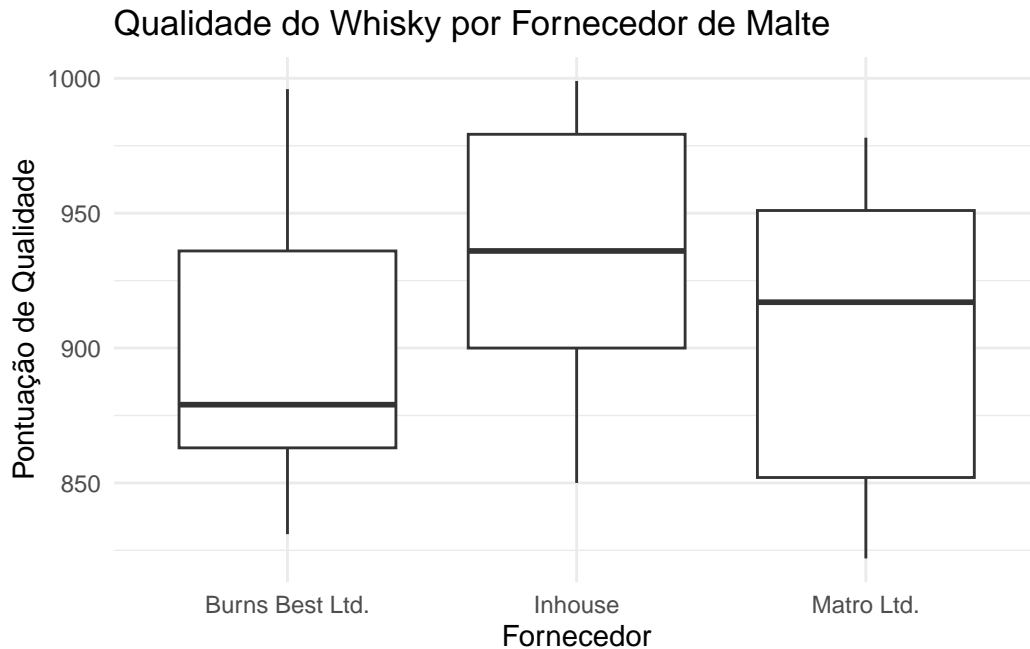 Qualidade do Whisky por Fornecedor de Malte
1000
950
900
850
Pontuação de Qualidade
Burns Best Ltd.
Inhouse
Matro Ltd.
Fornecedor